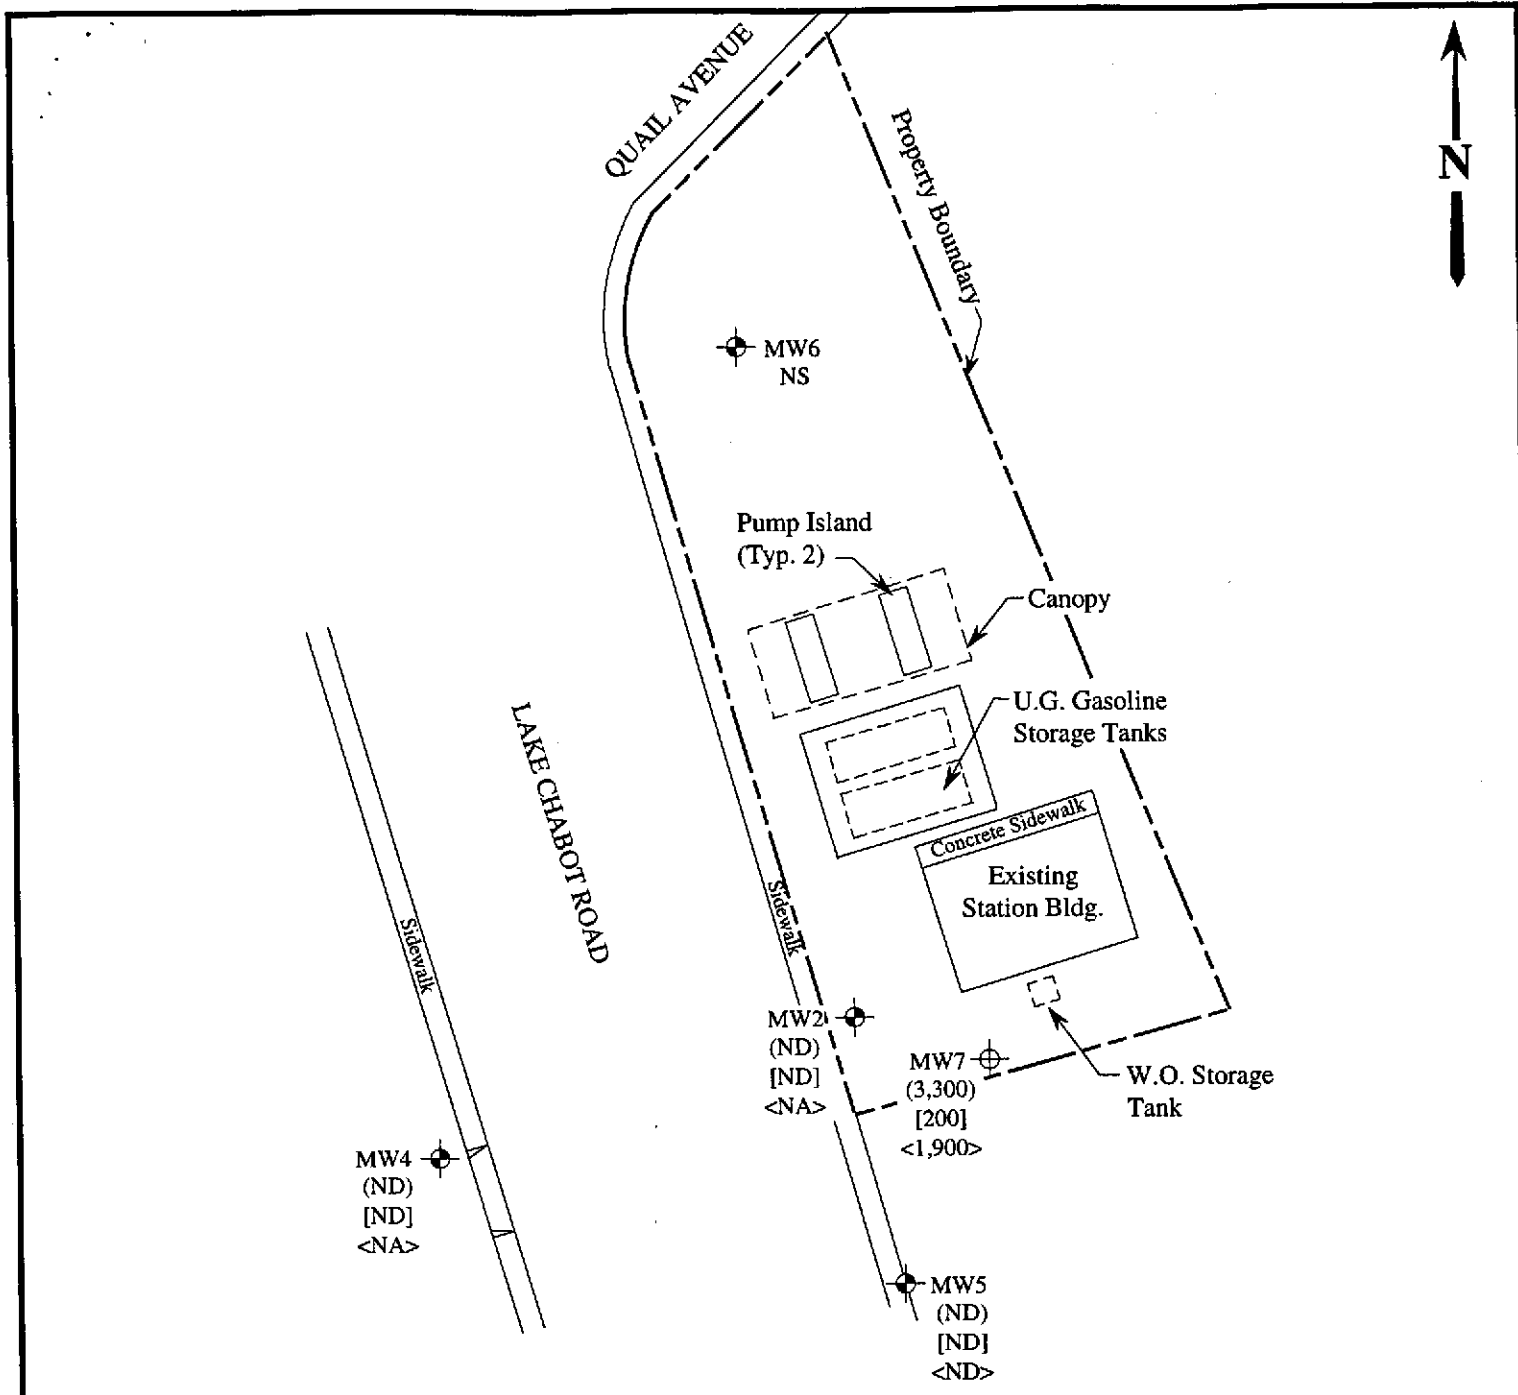 QUAIL AVENUE
N
Property Boundary
MW6
NS
Pump Island
(Typ. 2)
Canopy
U.G. Gasoline
Storage Tanks
LAKE CHABOT ROAD
Concrete Sidewalk
Existing
Station Bldg.
Sidewalk
Sidewalk
MW2
(ND)
[ND]
<NA>
MW7
(3,300)
[200]
<1,900>
W.O. Storage
Tank
MW4
(ND)
[ND]
<NA>
MW5
(ND)
[ND]
<ND>